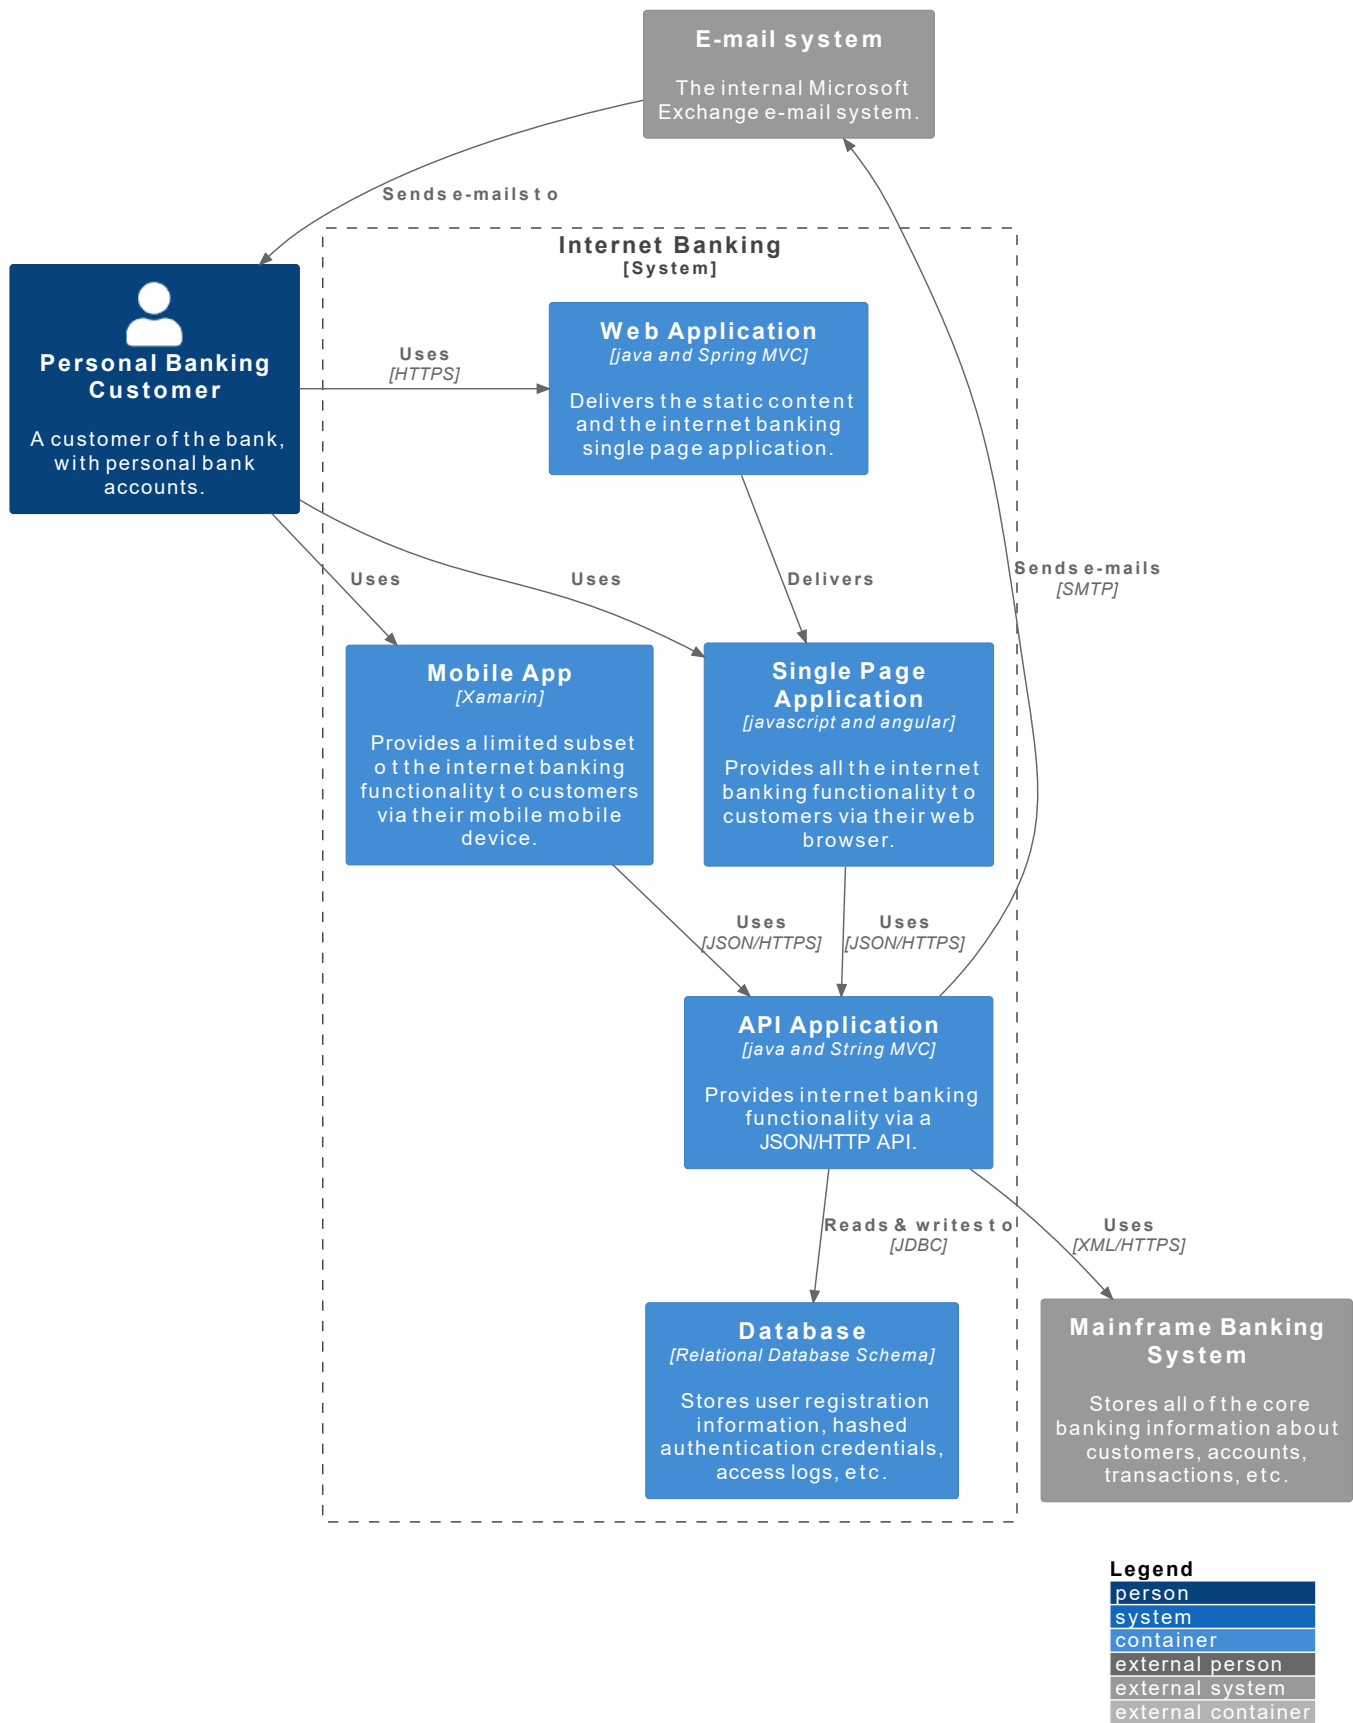 E-mail system
The internal Microsoft
Exchange e-mail system.
Sends e-mails to
Internet Banking
[System]
Personal Banking
Customer
A customer of the bank,
with personal bank
accounts.
Uses
[HTTPS]
Web Application
[java and Spring MVC]
Delivers the static content
and the internet banking
single page application.
Uses
Uses
Delivers
Sends e-mails
[SMTP]
Mobile App
[Xamarin]
Provides a limited subset
ot the internet banking
functionality to customers
via their mobile mobile
device.
Single Page
Application
[javascript and angular]
Provides all the internet
banking functionality to
customers via their web
browser.
Uses
[JSON/HTTPS]
Uses
[JSON/HTTPS]
API Application
[java and String MVC]
Provides internet banking
functionality via a
JSON/HTTP API.
Reads & writes to
[JDBC]
Uses
[XML/HTTPS]
Database
[Relational Database Schema]
Stores user registration
information, hashed
authentication credentials,
access logs, etc.
Mainframe Banking
System
Stores all of the core
banking information about
customers, accounts,
transactions, etc.
Legend
person
system
container
external person
external system
external container